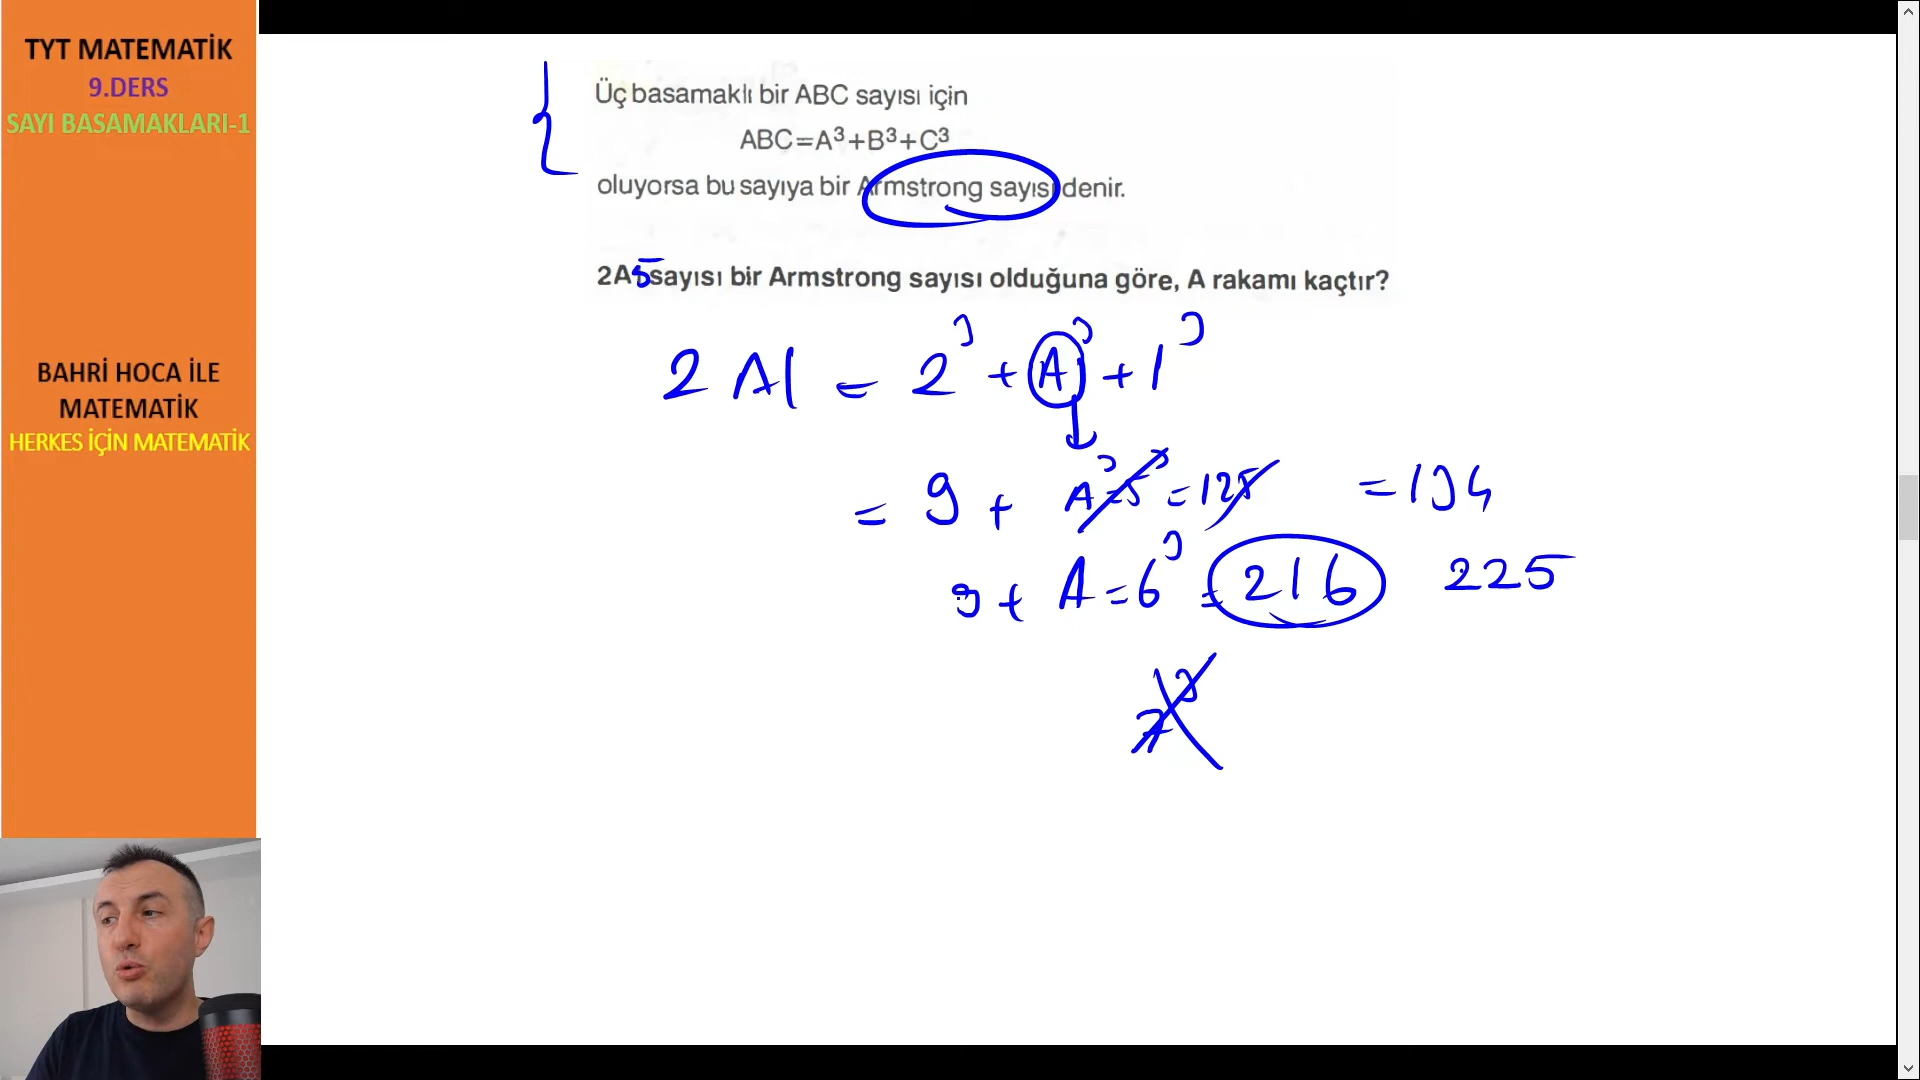 TYT MATEMATİK
9.DERS
SAYI BASAMAKLARI-1
BAHRİ HOCA İLE
MATEMATİK
HERKES İÇİN MATEMATİK
Üç basamaklı bir ABC sayısı için
ABC=A³+B³+C³
oluyorsa bu sayıya bir Armstrong sayısı denir.
2A5 sayısı bir Armstrong sayısı olduğuna göre, A rakamı kaçtır?
2A1 = 2³ + A³ + 1³
= 9 + A³=5³ = 125 = 134
9 + A = 6³ = 216 225
7³